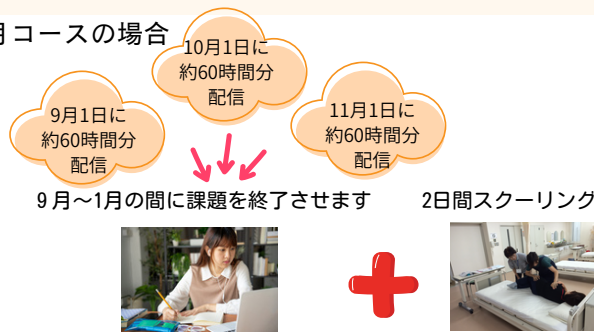 月コースの場合
10月1日に
約60時間分
配信
9月1日に
約60時間分
配信
11月1日に
約60時間分
配信
9月～1月の間に課題を終了させます
2日間スクーリング